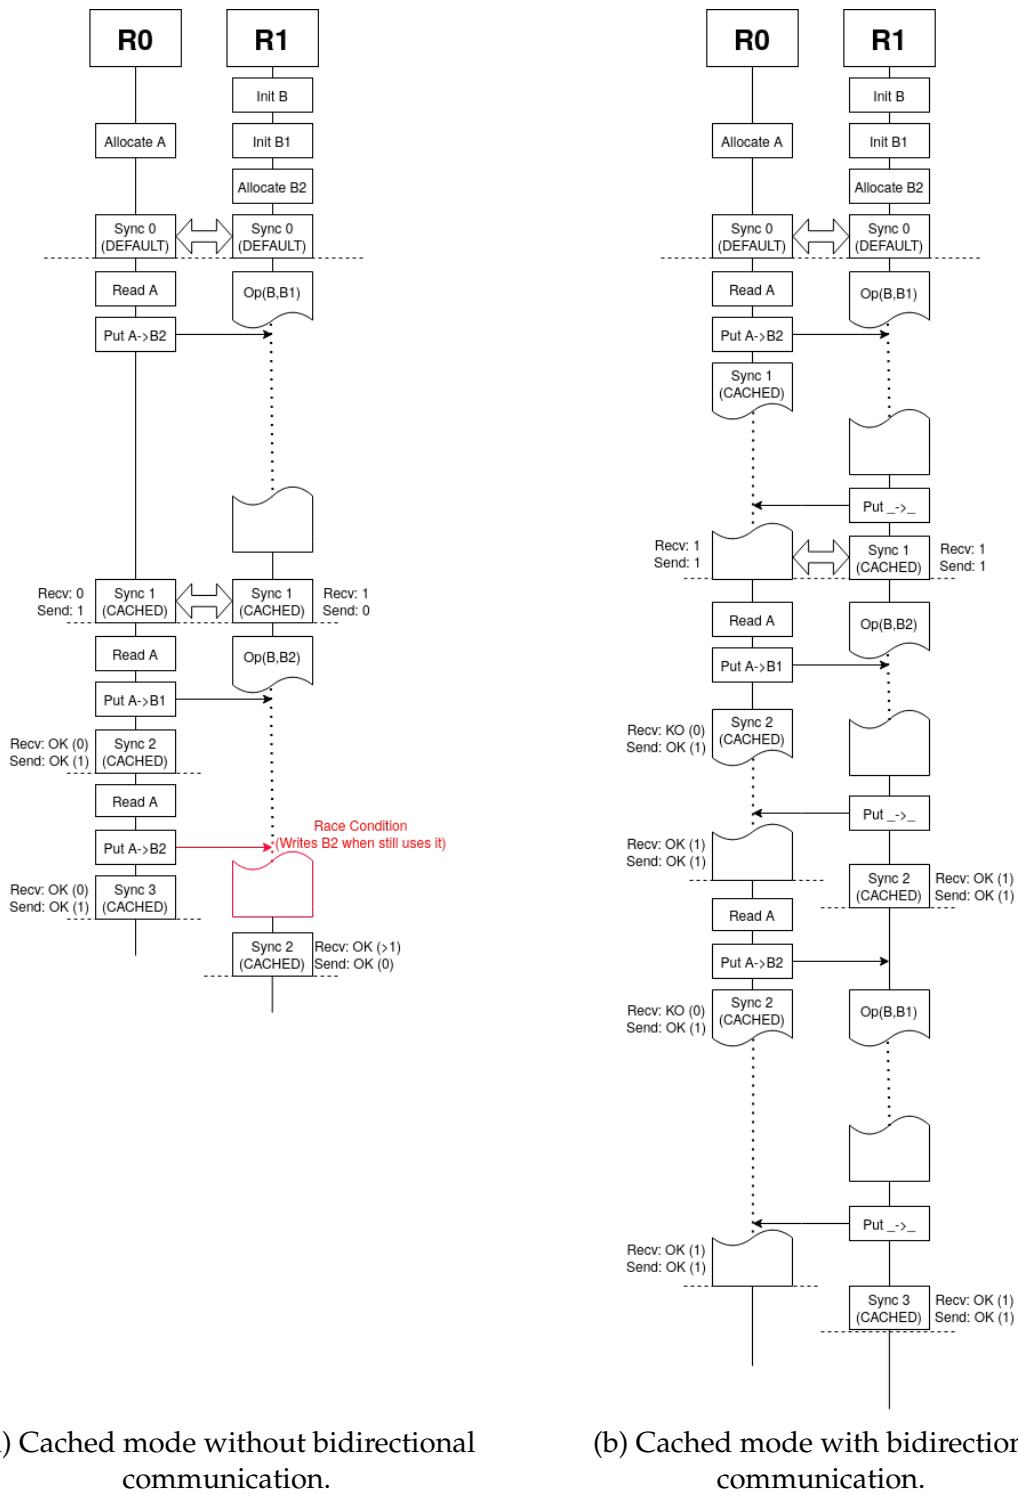 R0
R1
Init B
Allocate A
Init B1
Allocate B2
Sync 0
(DEFAULT)
Sync 0
(DEFAULT)
Read A
Op(B,B1)
Put A->B2
Recv: 0
Send: 1
Sync 1
(CACHED)
Sync 1
(CACHED)
Recv: 1
Send: 0
Read A
Op(B,B2)
Put A->B1
Recv: OK (0)
Send: OK (1)
Sync 2
(CACHED)
Read A
Race Condition
(Writes B2 when still uses it)
Put A->B2
Recv: OK (0)
Send: OK (1)
Sync 3
(CACHED)
Sync 2
(CACHED)
Recv: OK (>1)
Send: OK (0)
) Cached mode without bidirectional
communication.
R0
R1
Init B
Allocate A
Init B1
Allocate B2
Sync 0
(DEFAULT)
Sync 0
(DEFAULT)
Read A
Op(B,B1)
Put A->B2
Sync 1
(CACHED)
Put _->_
Recv: 1
Send: 1
Sync 1
(CACHED)
Recv: 1
Send: 1
Read A
Op(B,B2)
Put A->B1
Recv: KO (0)
Send: OK (1)
Sync 2
(CACHED)
Put _->_
Recv: OK (1)
Send: OK (1)
Sync 2
(CACHED)
Recv: OK (1)
Send: OK (1)
Read A
Put A->B2
Recv: KO (0)
Send: OK (1)
Sync 2
(CACHED)
Op(B,B1)
Put _->_
Recv: OK (1)
Send: OK (1)
Sync 3
(CACHED)
Recv: OK (1)
Send: OK (1)
(b) Cached mode with bidirection
communication.